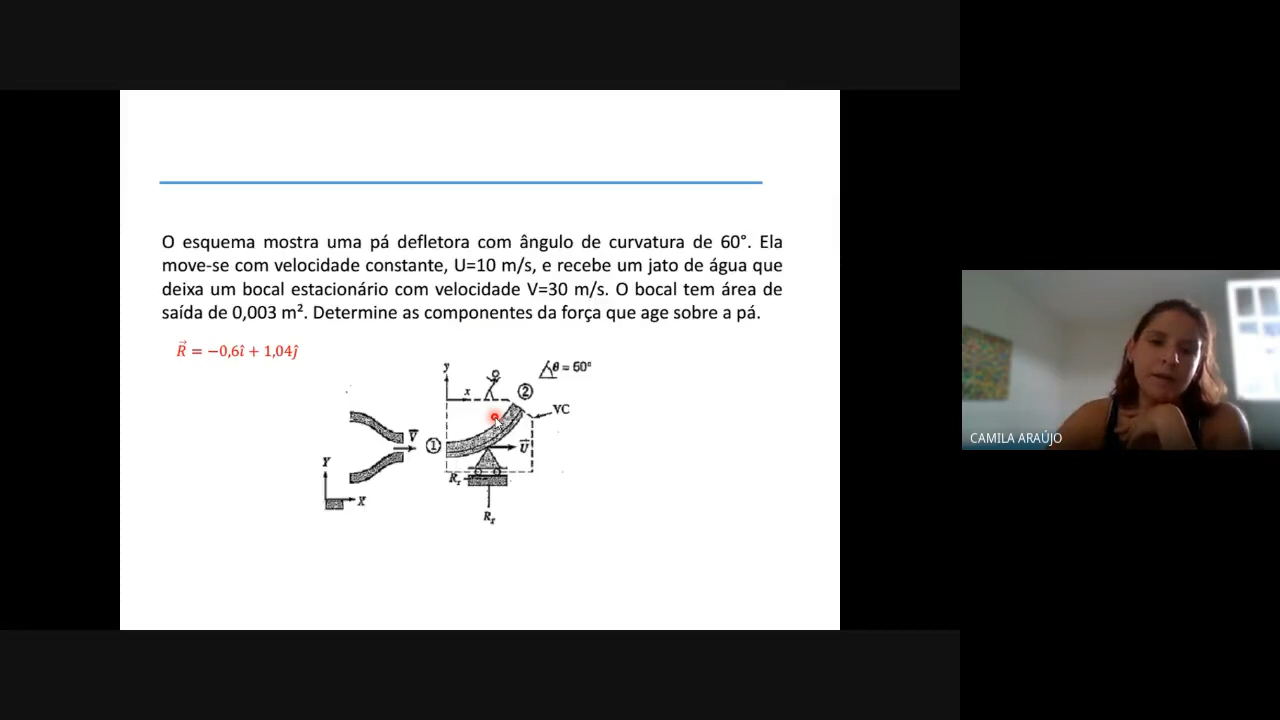 O esquema mostra uma pá defletora com ângulo de curvatura de 60°. Ela
move-se com velocidade constante, U=10 m/s, e recebe um jato de água que
deixa um bocal estacionário com velocidade V=30 m/s. O bocal tem área de
saída de 0,003 m². Determine as componentes da força que age sobre a pá.
R⃗ = −0,6î + 1,04ĵ
y
θ = 60°
x
②
VC
V⃗
①
U⃗
Y
X
CAMILA ARAÚJO